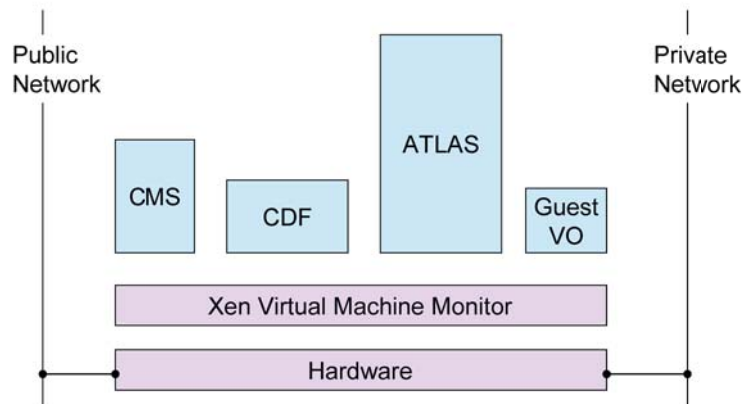 Public
Network
Private
Network
ATLAS
CMS
CDF
Guest
VO
Xen Virtual Machine Monitor
Hardware